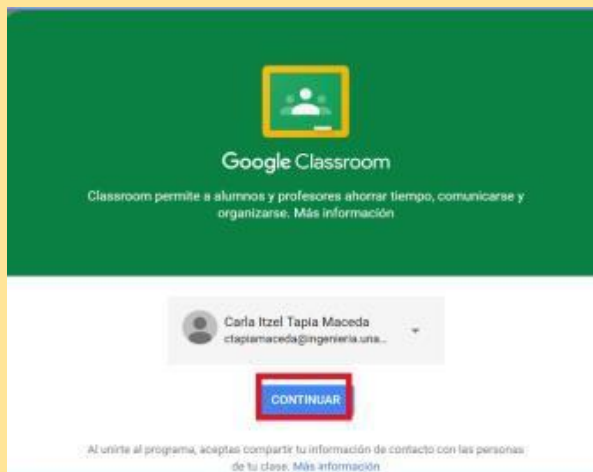 Google Classroom
Classroom permite a alumnos y profesores ahorrar tiempo, comunicarse y
organizarse. Más información
Carla Itzel Tapia Maceda
ctapiamaceda@ingenieria.una...
CONTINUAR
Al unirte al programa, aceptas compartir tu información de contacto con las personas
de tu clase. Más información